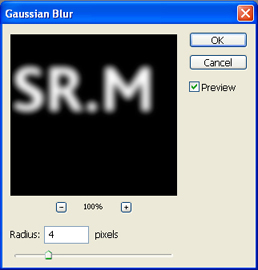 Gaussian Blur
SR.M
OK
Cancel
Preview
100%
Radius: 4 pixels